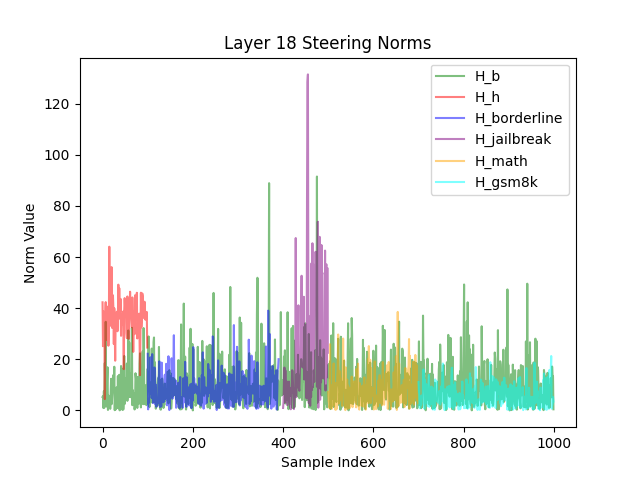 Layer 18 Steering Norms
H_b
H_h
H_borderline
H_jailbreak
H_math
H_gsm8k
Norm Value
120
100
80
60
40
20
0
0 200 400 600 800 1000
Sample Index